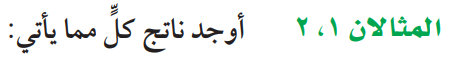 المثالان ١، ٢ أوجد ناتج كلٍّ مما يأتي: